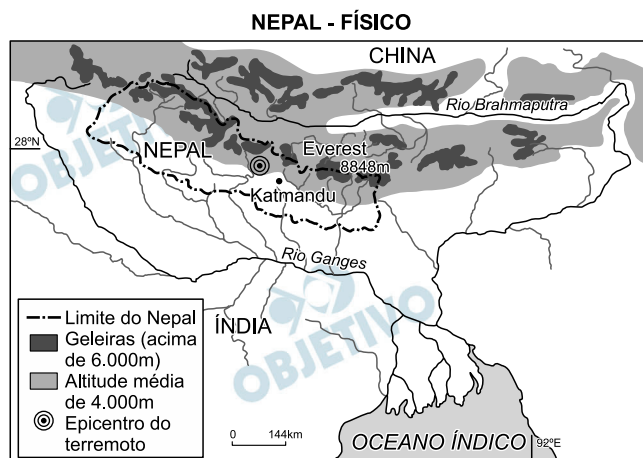 NEPAL - FÍSICO
CHINA
Rio Brahmaputra
28ºN
NEPAL
Everest
8848m
Katmandu
Rio Ganges
ÍNDIA
OBJETIVO
OBJETIVO
Limite do Nepal
Geleiras (acima
de 6.000m)
Altitude média
de 4.000m
Epicentro do
terremoto
0 144km
OCEANO ÍNDICO
92ºE